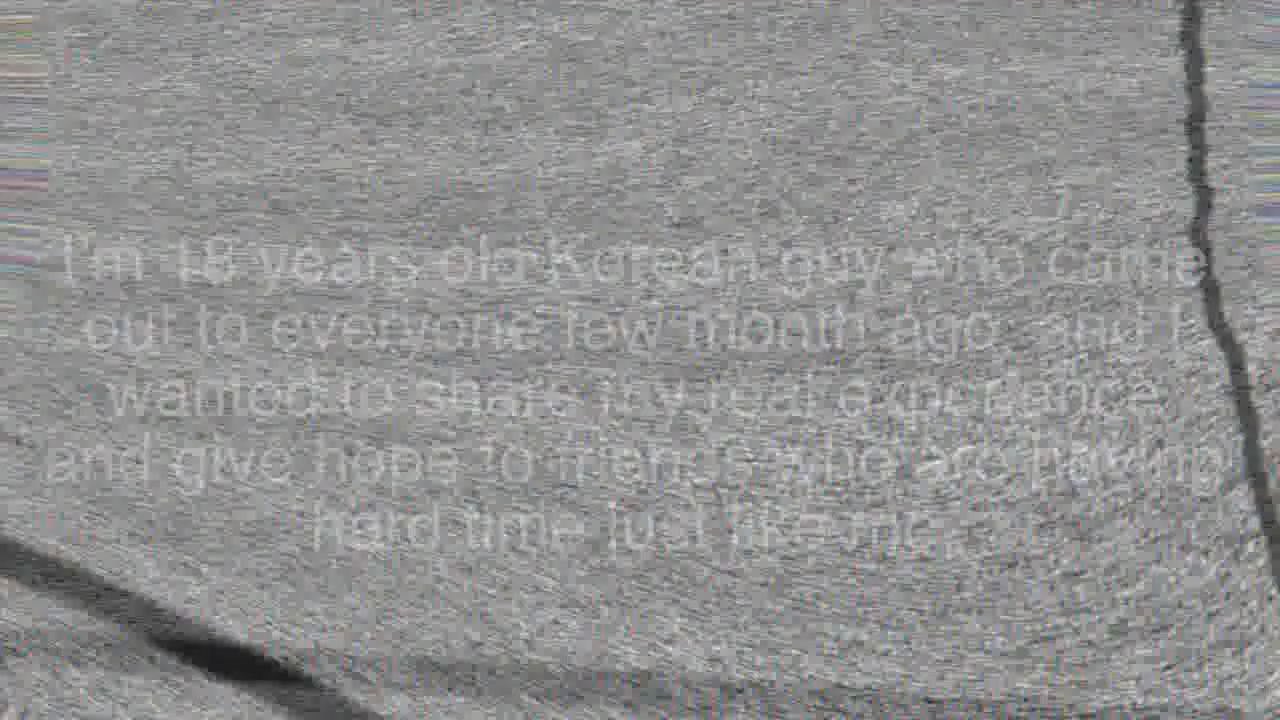 I'm 18 years old Korean guy who came
out to everyone few month ago, and I
wanted to share my real experience
and give hope to friends who are having
hard time just like me.